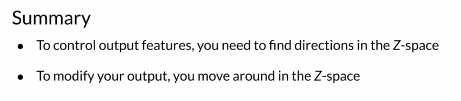 Summary
● To control output features, you need to find directions in the Z-space
● To modify your output, you move around in the Z-space